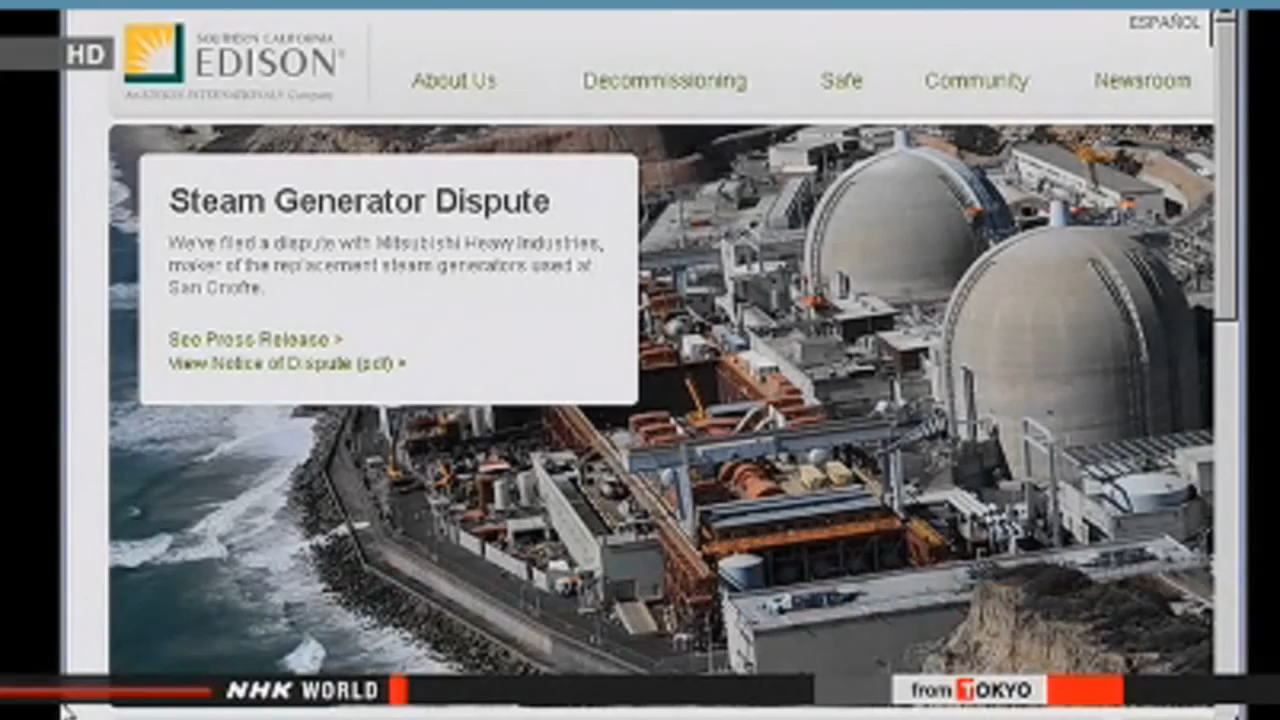 ESPAÑOL
HD
SOUTHERN CALIFORNIA
EDISON®
An EDISON INTERNATIONAL® Company
About Us
Decommissioning
Safe
Community
Newsroom
Steam Generator Dispute
We've filed a dispute with Mitsubishi Heavy Industries,
maker of the replacement steam generators used at
San Onofre.
See Press Release >
View Notice of Dispute (pdf) >
NHK WORLD
from TOKYO